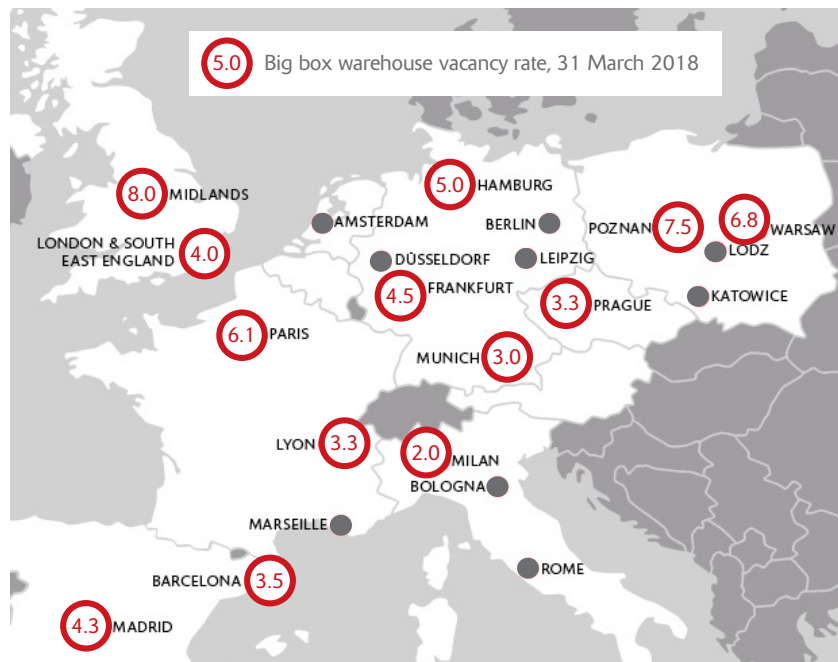 5.0 Big box warehouse vacancy rate, 31 March 2018
5.0 HAMBURG
8.0 MIDLANDS
AMSTERDAM
BERLIN
POZNAN 7.5
6.8 WARSAW
LONDON & SOUTH
EAST ENGLAND 4.0
LODZ
DÜSSELDORF
LEIPZIG
4.5 FRANKFURT
3.3 PRAGUE
KATOWICE
6.1 PARIS
MUNICH 3.0
LYON 3.3
2.0 MILAN
BOLOGNA
MARSEILLE
ROME
BARCELONA 3.5
4.3 MADRID